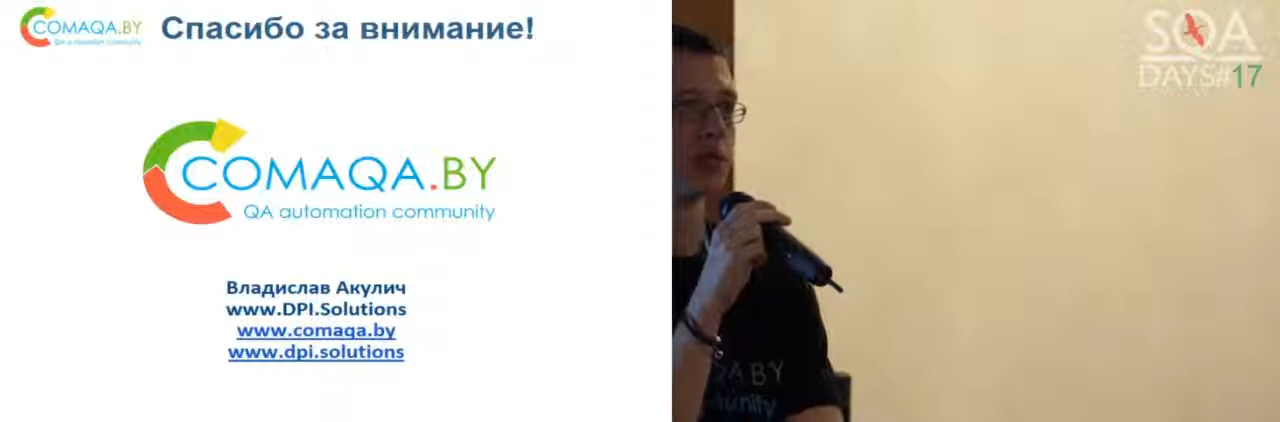 COMAQA.BY
QA automation community
Спасибо за внимание!
COMAQA.BY
QA automation community
Владислав Акулич
www.DPI.Solutions
www.comaqa.by
www.dpi.solutions
SQA
DAYS#17
QA BY